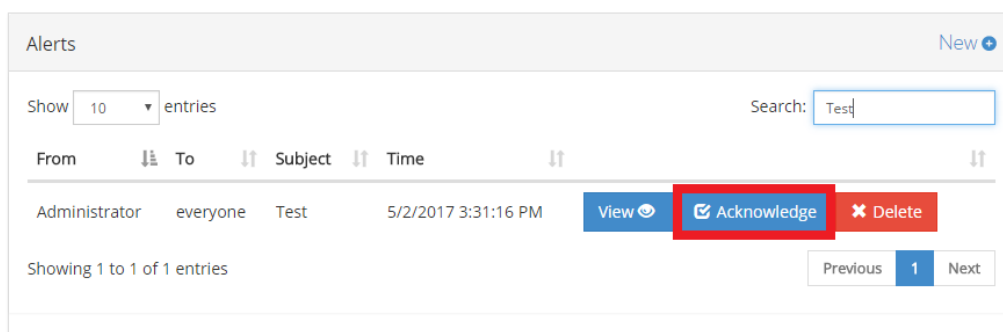 Alerts New
Show 10 entries Search: Test
From To Subject Time
Administrator everyone Test 5/2/2017 3:31:16 PM View Acknowledge Delete
Showing 1 to 1 of 1 entries Previous 1 Next